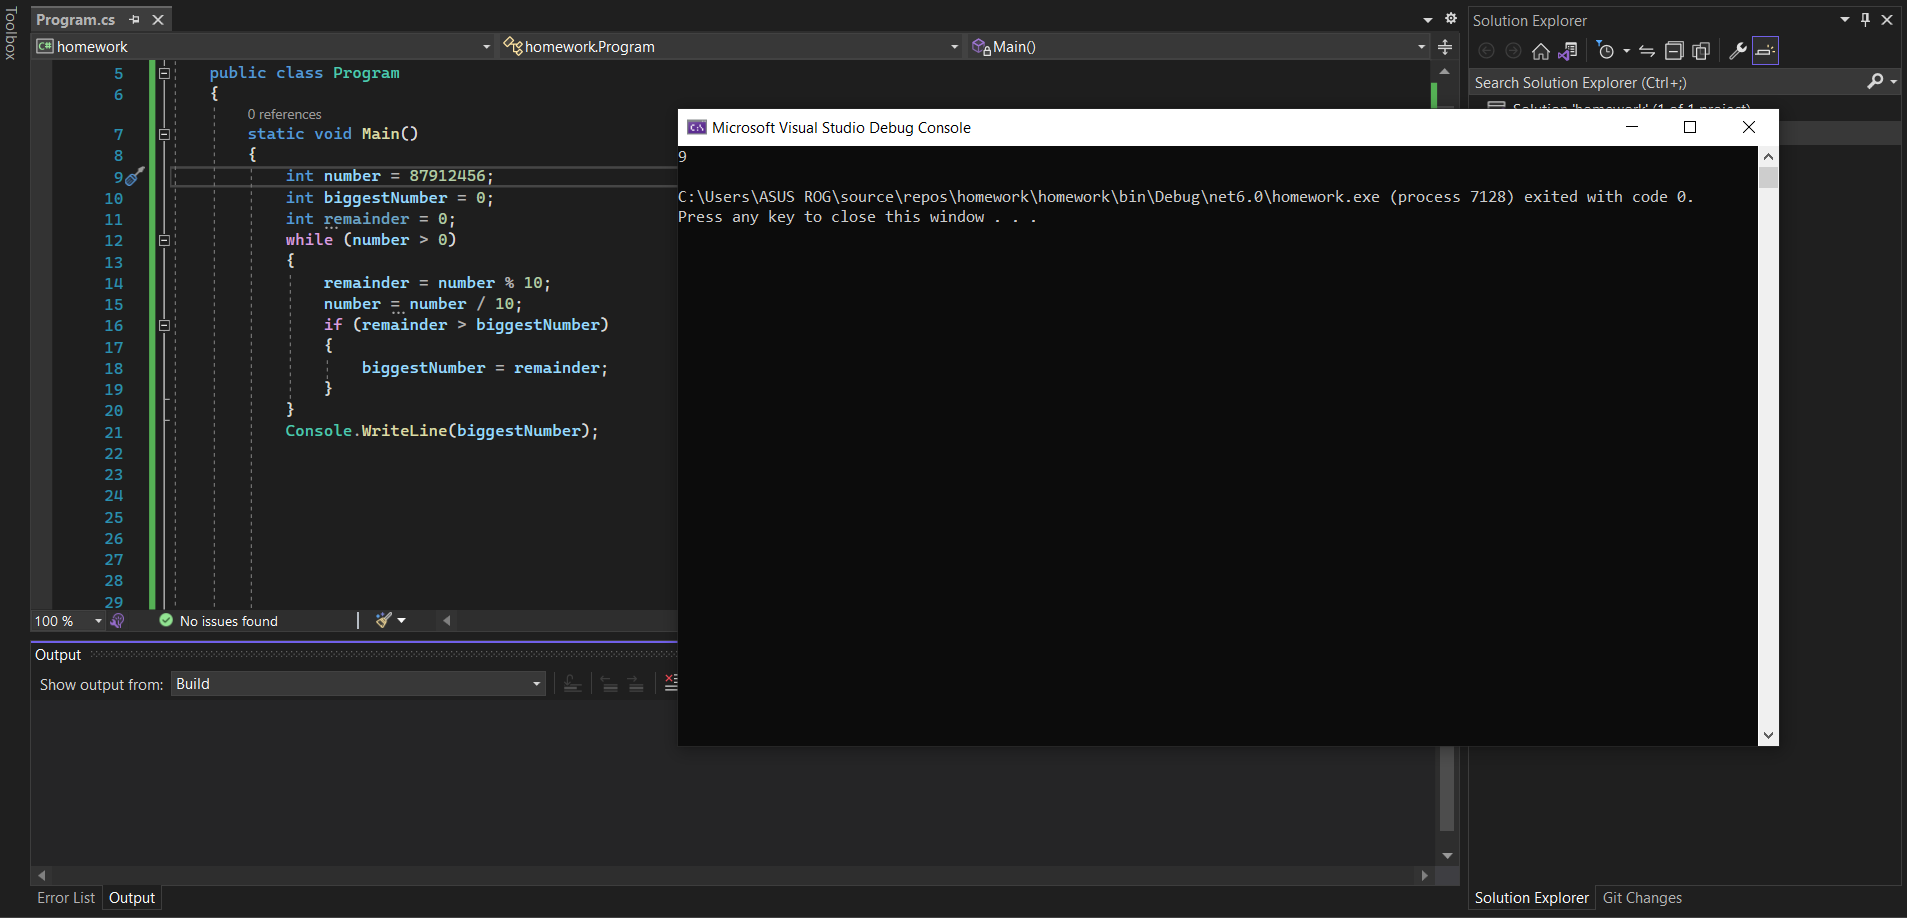 Toolbox
Program.cs
homework
homework.Program
Main()
5 public class Program
6 {
0 references
7 static void Main()
8 {
9 int number = 87912456;
10 int biggestNumber = 0;
11 int remainder = 0;
12 while (number > 0)
13 {
14 remainder = number % 10;
15 number = number / 10;
16 if (remainder > biggestNumber)
17 {
18 biggestNumber = remainder;
19 }
20 }
21 Console.WriteLine(biggestNumber);
22
23
24
25
26
27
28
29
100 %
No issues found
Output
Show output from: Build
Error List
Output
Microsoft Visual Studio Debug Console
9
C:\Users\ASUS ROG\source\repos\homework\homework\bin\Debug\net6.0\homework.exe (process 7128) exited with code 0.
Press any key to close this window . . .
Solution Explorer
Search Solution Explorer (Ctrl+;)
Solution 'homework' (1 of 1 project)
Solution Explorer
Git Changes